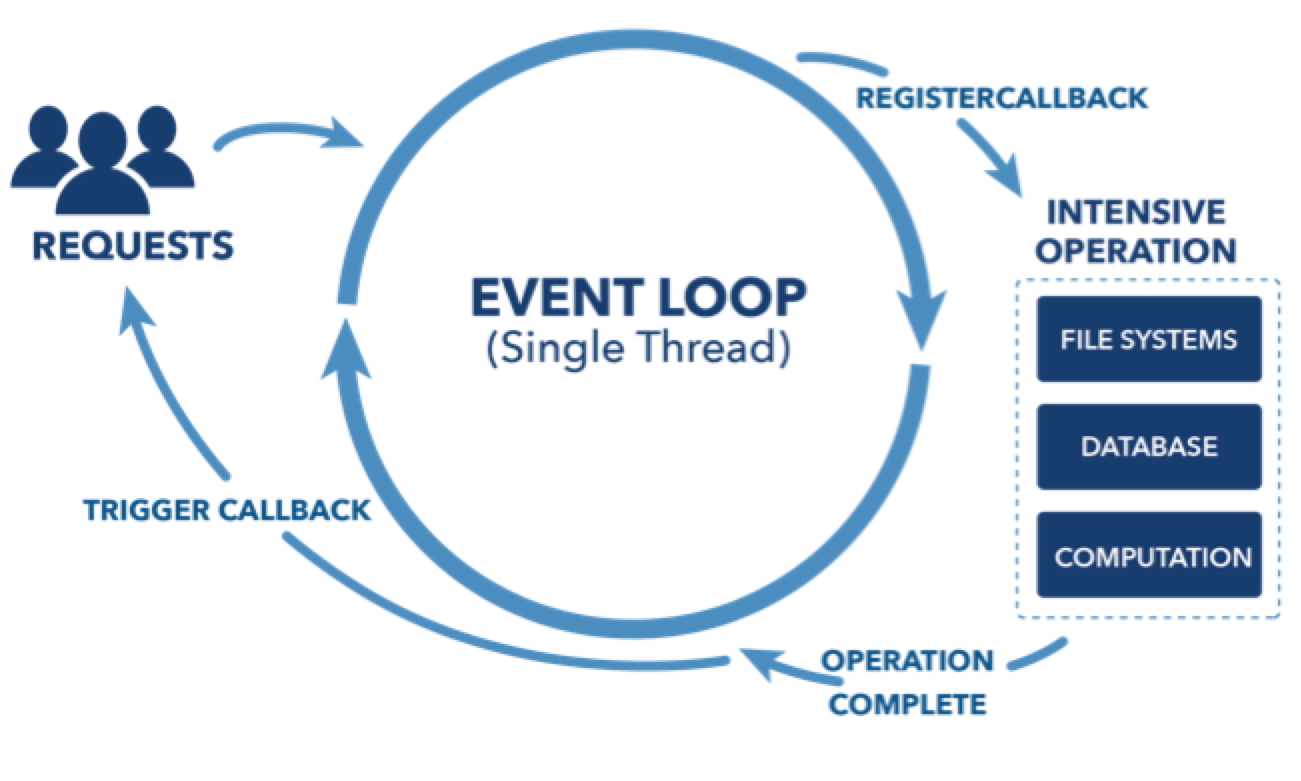 REQUESTS
EVENT LOOP
(Single Thread)
REGISTERCALLBACK
INTENSIVE
OPERATION
FILE SYSTEMS
DATABASE
COMPUTATION
OPERATION
COMPLETE
TRIGGER CALLBACK